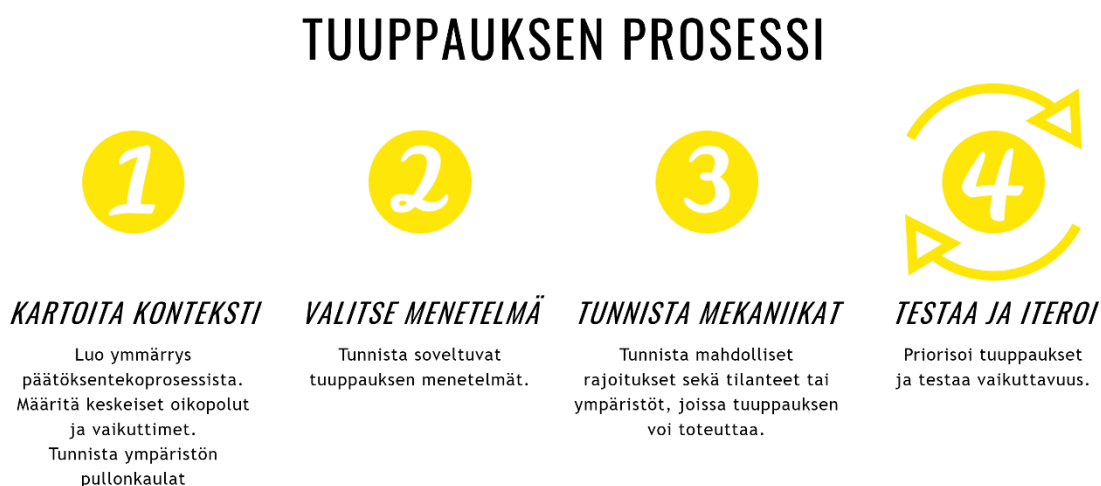 TUUPPAUKSEN PROSESSI
1
2
3
4
KARTOITA KONTEKSTI
Luo ymmärrys
päätöksentekoprosessista.
Määritä keskeiset oikopolut
ja vaikuttimet.
Tunnista ympäristön
pullonkaulat
VALITSE MENETELMÄ
Tunnista soveltuvat
tuuppauksen menetelmät.
TUNNISTA MEKANIIKAT
Tunnista mahdolliset
rajoitukset sekä tilanteet tai
ympäristöt, joissa tuuppauksen
voi toteuttaa.
TESTAA JA ITEROI
Priorisoi tuuppaukset
ja testaa vaikuttavuus.